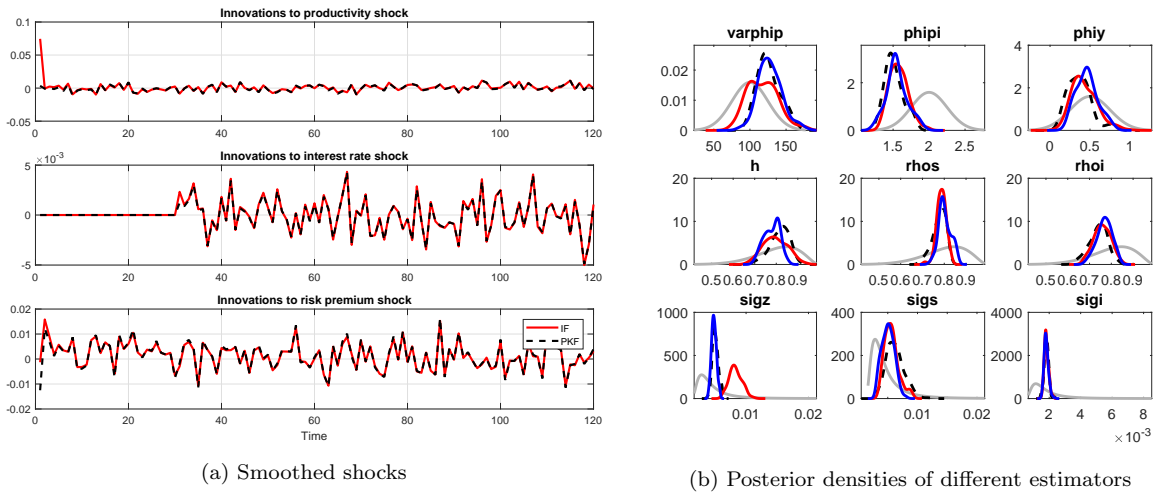 Innovations to productivity shock
0.1
0.05
0
-0.05
0 20 40 60 80 100 120
×10⁻³
Innovations to interest rate shock
5
0
-5
0 20 40 60 80 100 120
Innovations to risk premium shock
0.02
0.01
0
-0.01
-0.02
IF
PKF
0 20 40 60 80 100 120
Time
(a) Smoothed shocks
varphip phipi phiy
0.02
0.01
0
50 100 150
2
0
1.5 2.0 2.5
4
2
0
0 0.5 1
h rhos rhoi
20
10
0
0.5 0.6 0.7 0.8 0.9
20
10
0
0.5 0.6 0.7 0.8 0.9
20
10
0
0.5 0.6 0.7 0.8 0.9
sigz sigs sigi
1000
500
0
0.01 0.02
400
200
0
0.01 0.02
4000
2000
0
2 4 6 8
×10⁻³
(b) Posterior densities of different estimators